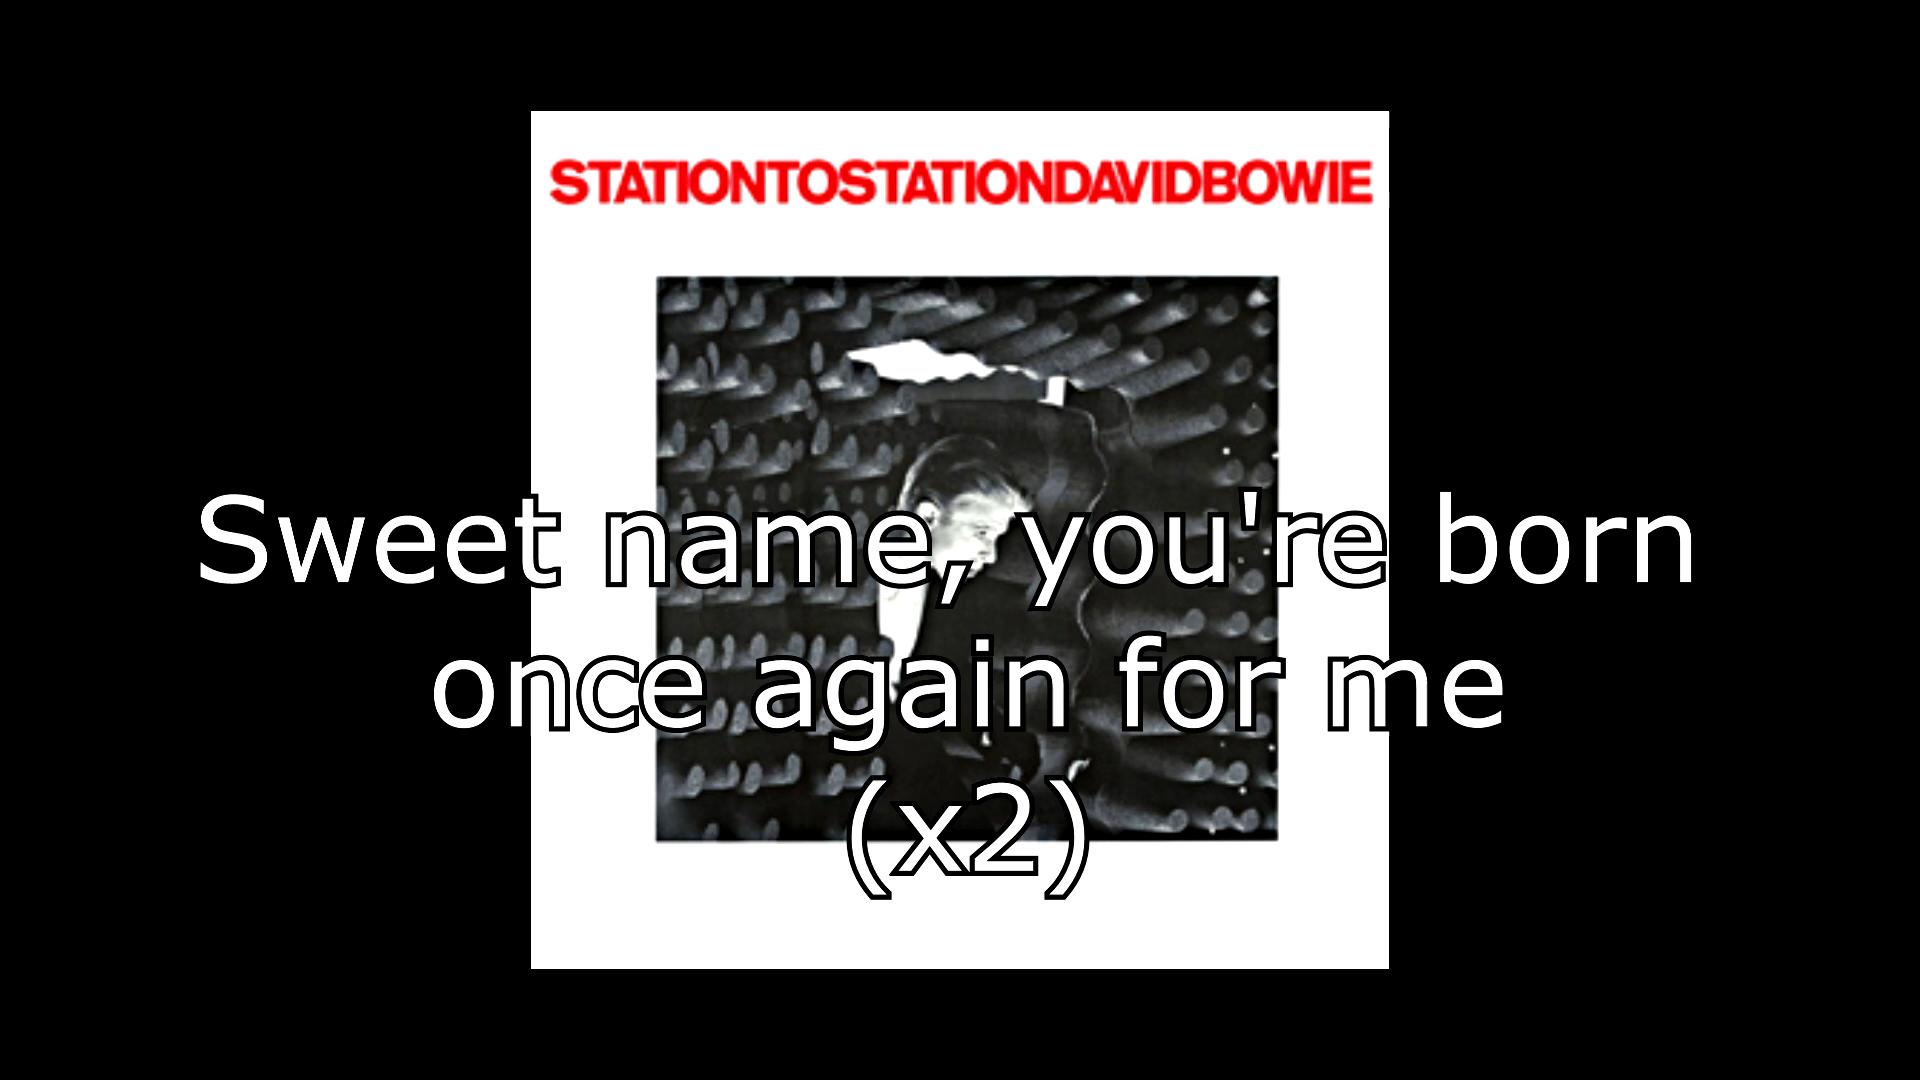 STATIONTOSTATIONDAVIDBOWIE
Sweet name, you're born
once again for me
(x2)